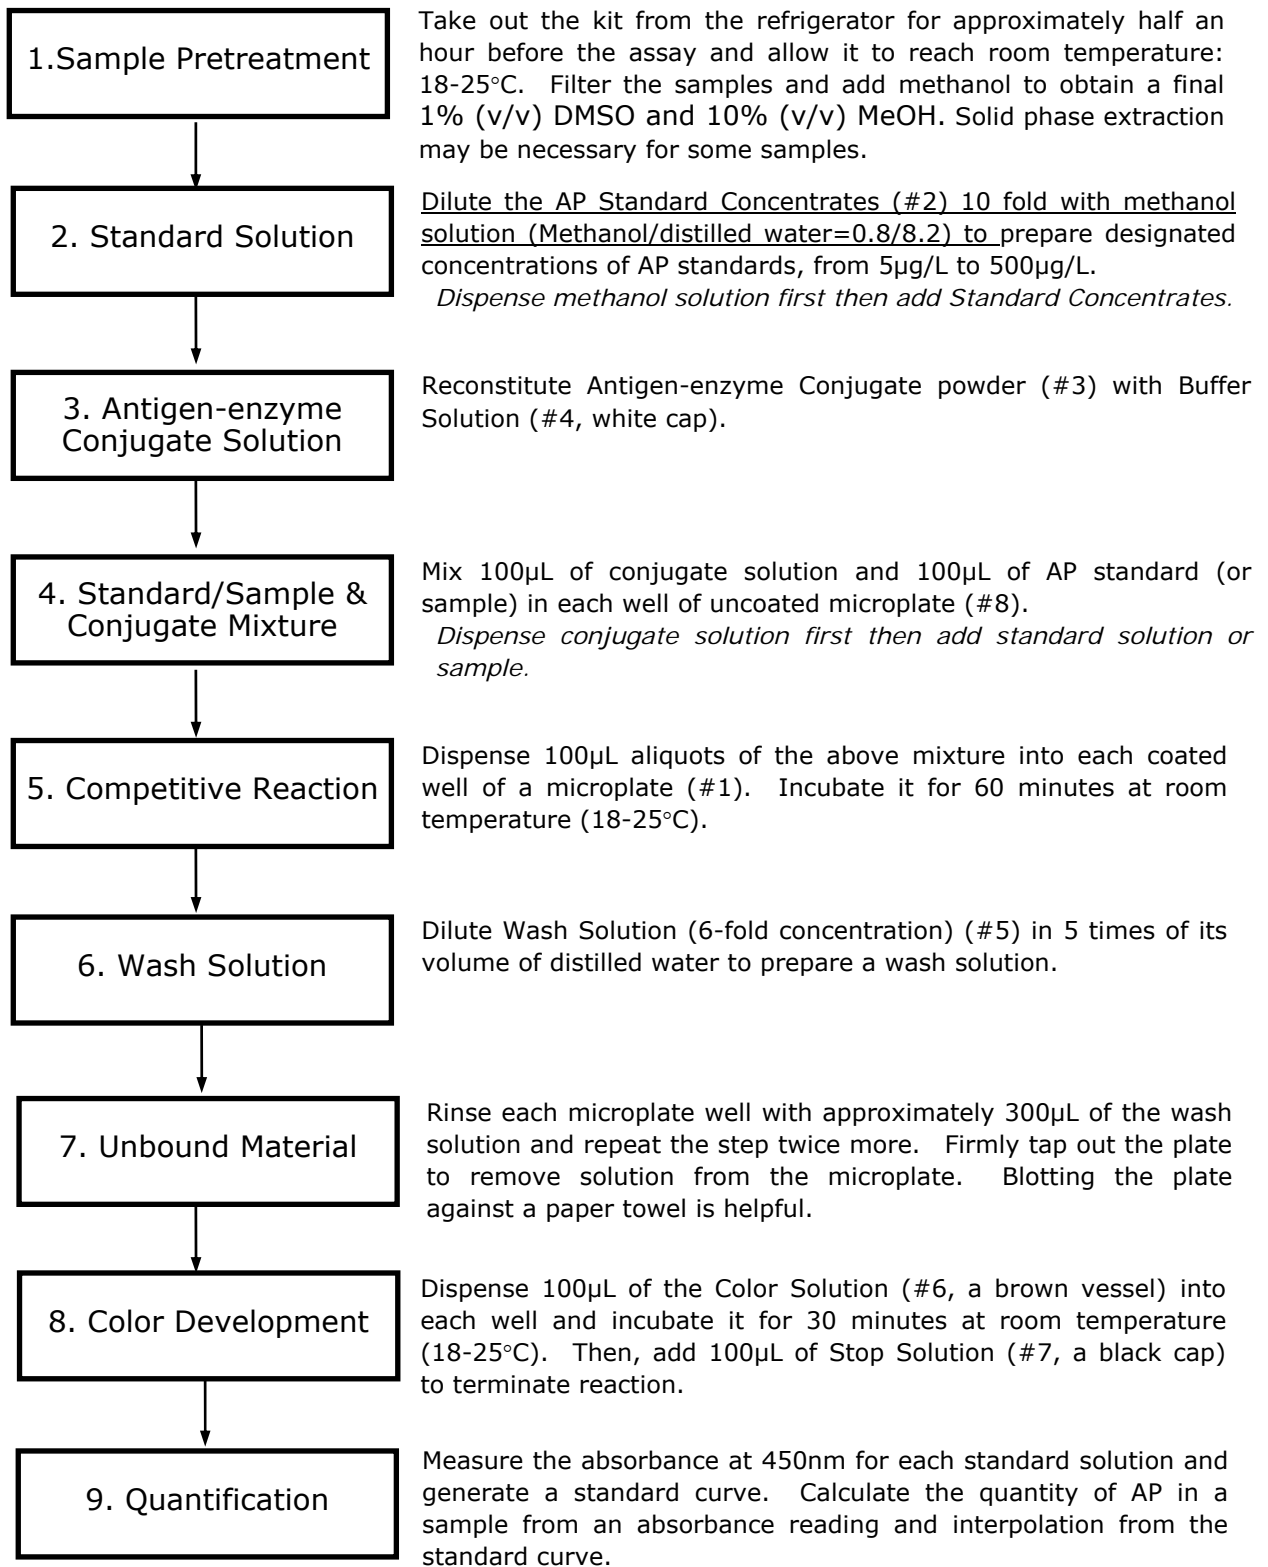 1.Sample Pretreatment
Take out the kit from the refrigerator for approximately half an
hour before the assay and allow it to reach room temperature:
18-25°C. Filter the samples and add methanol to obtain a final
1% (v/v) DMSO and 10% (v/v) MeOH. Solid phase extraction
may be necessary for some samples.
2. Standard Solution
Dilute the AP Standard Concentrates (#2) 10 fold with methanol
solution (Methanol/distilled water=0.8/8.2) to prepare designated
concentrations of AP standards, from 5µg/L to 500µg/L.
Dispense methanol solution first then add Standard Concentrates.
3. Antigen-enzyme
Conjugate Solution
Reconstitute Antigen-enzyme Conjugate powder (#3) with Buffer
Solution (#4, white cap).
4. Standard/Sample &
Conjugate Mixture
Mix 100µL of conjugate solution and 100µL of AP standard (or
sample) in each well of uncoated microplate (#8).
Dispense conjugate solution first then add standard solution or
sample.
5. Competitive Reaction
Dispense 100µL aliquots of the above mixture into each coated
well of a microplate (#1). Incubate it for 60 minutes at room
temperature (18-25°C).
6. Wash Solution
Dilute Wash Solution (6-fold concentration) (#5) in 5 times of its
volume of distilled water to prepare a wash solution.
7. Unbound Material
Rinse each microplate well with approximately 300µL of the wash
solution and repeat the step twice more. Firmly tap out the plate
to remove solution from the microplate. Blotting the plate
against a paper towel is helpful.
8. Color Development
Dispense 100µL of the Color Solution (#6, a brown vessel) into
each well and incubate it for 30 minutes at room temperature
(18-25°C). Then, add 100µL of Stop Solution (#7, a black cap)
to terminate reaction.
9. Quantification
Measure the absorbance at 450nm for each standard solution and
generate a standard curve. Calculate the quantity of AP in a
sample from an absorbance reading and interpolation from the
standard curve.